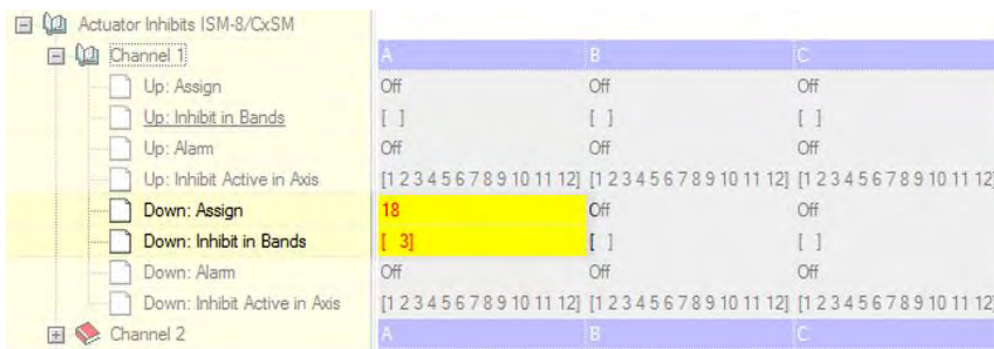 Actuator Inhibits ISM-8/CxSM
Channel 1 A B C
Up: Assign Off Off Off
Up: Inhibit in Bands [ ] [ ] [ ]
Up: Alarm Off Off Off
Up: Inhibit Active in Axis [1 2 3 4 5 6 7 8 9 10 11 12] [1 2 3 4 5 6 7 8 9 10 11 12] [1 2 3 4 5 6 7 8 9 10 11 12]
Down: Assign 18 Off Off
Down: Inhibit in Bands [ 3] [ ] [ ]
Down: Alarm Off Off Off
Down: Inhibit Active in Axis [1 2 3 4 5 6 7 8 9 10 11 12] [1 2 3 4 5 6 7 8 9 10 11 12] [1 2 3 4 5 6 7 8 9 10 11 12]
Channel 2 A B C